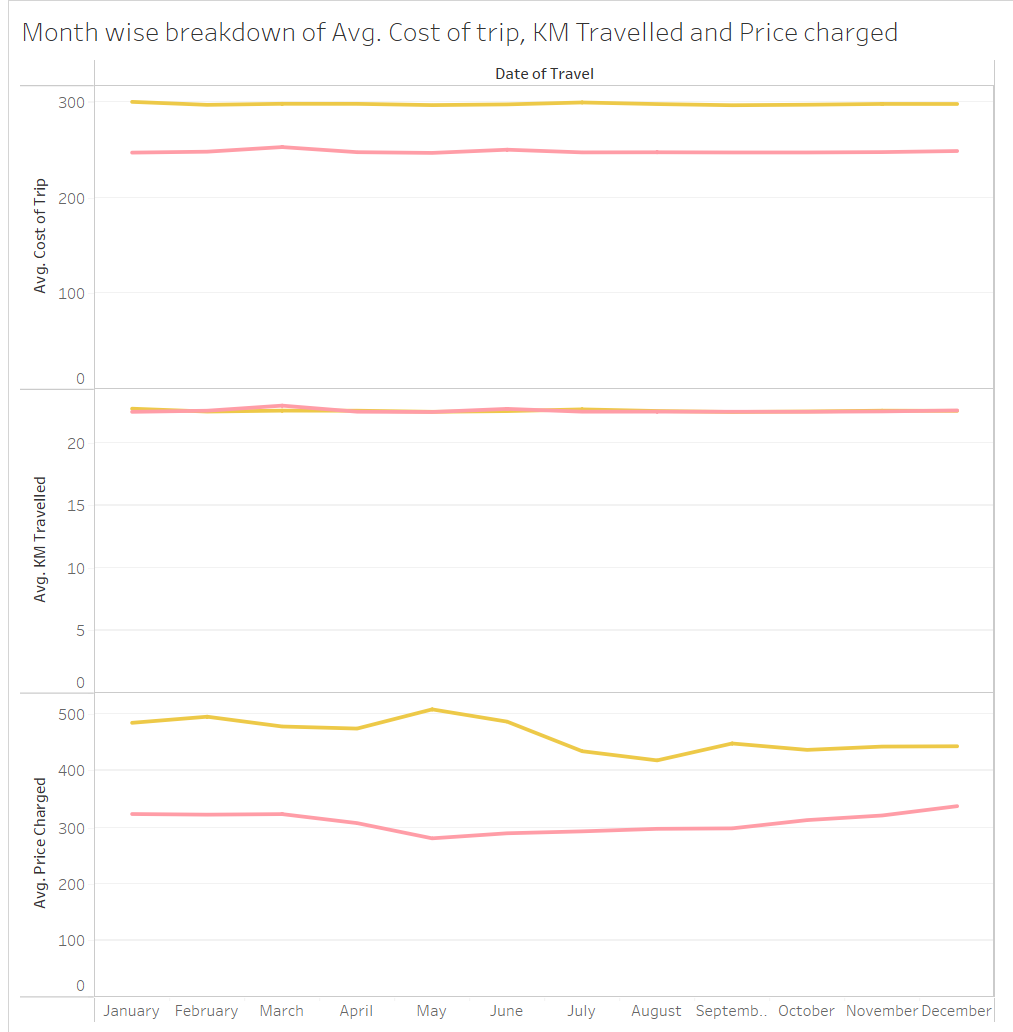 Month wise breakdown of Avg. Cost of trip, KM Travelled and Price charged
Date of Travel
Avg. Cost of Trip
300
200
100
0
Avg. KM Travelled
20
15
10
5
0
Avg. Price Charged
500
400
300
200
100
0
January February March April May June July August Septemb.. October November December